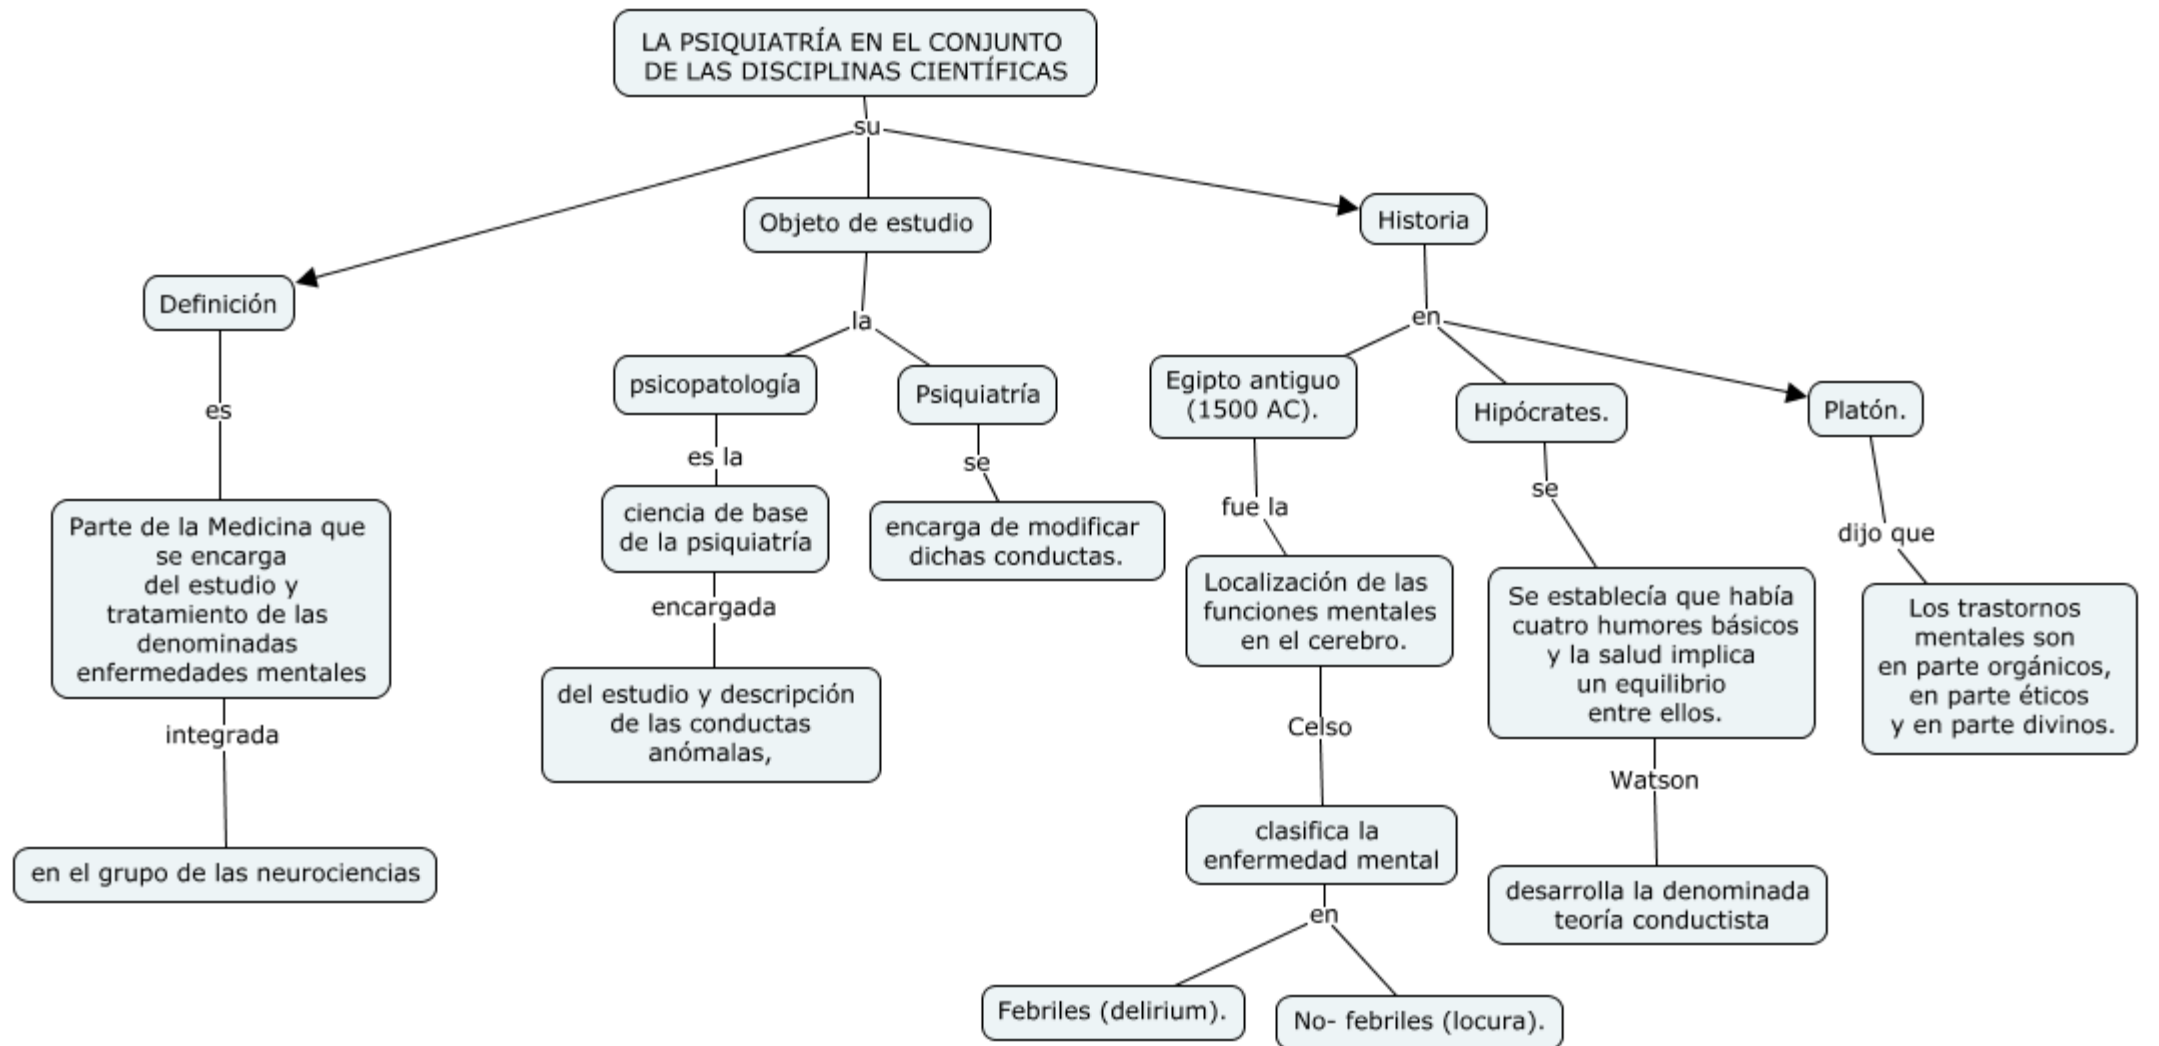 LA PSIQUIATRÍA EN EL CONJUNTO
DE LAS DISCIPLINAS CIENTÍFICAS
su
Definición
es
Parte de la Medicina que
se encarga
del estudio y
tratamiento de las
denominadas
enfermedades mentales
integrada
en el grupo de las neurociencias
Objeto de estudio
la
psicopatología
es la
ciencia de base
de la psiquiatría
encargada
del estudio y descripción
de las conductas
anómalas,
Psiquiatría
se
encarga de modificar
dichas conductas.
Historia
en
Egipto antiguo
(1500 AC).
fue la
Localización de las
funciones mentales
en el cerebro.
Celso
clasifica la
enfermedad mental
en
Febriles (delirium).
No- febriles (locura).
Hipócrates.
se
Se establecía que había
cuatro humores básicos
y la salud implica
un equilibrio
entre ellos.
Watson
desarrolla la denominada
teoría conductista
Platón.
dijo que
Los trastornos
mentales son
en parte orgánicos,
en parte éticos
y en parte divinos.